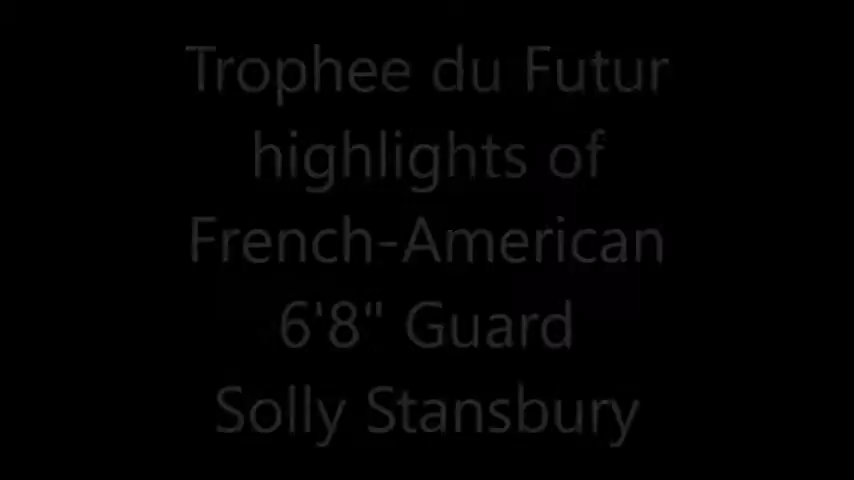 Trophee du Futur
highlights of
French-American
6'8" Guard
Solly Stansbury